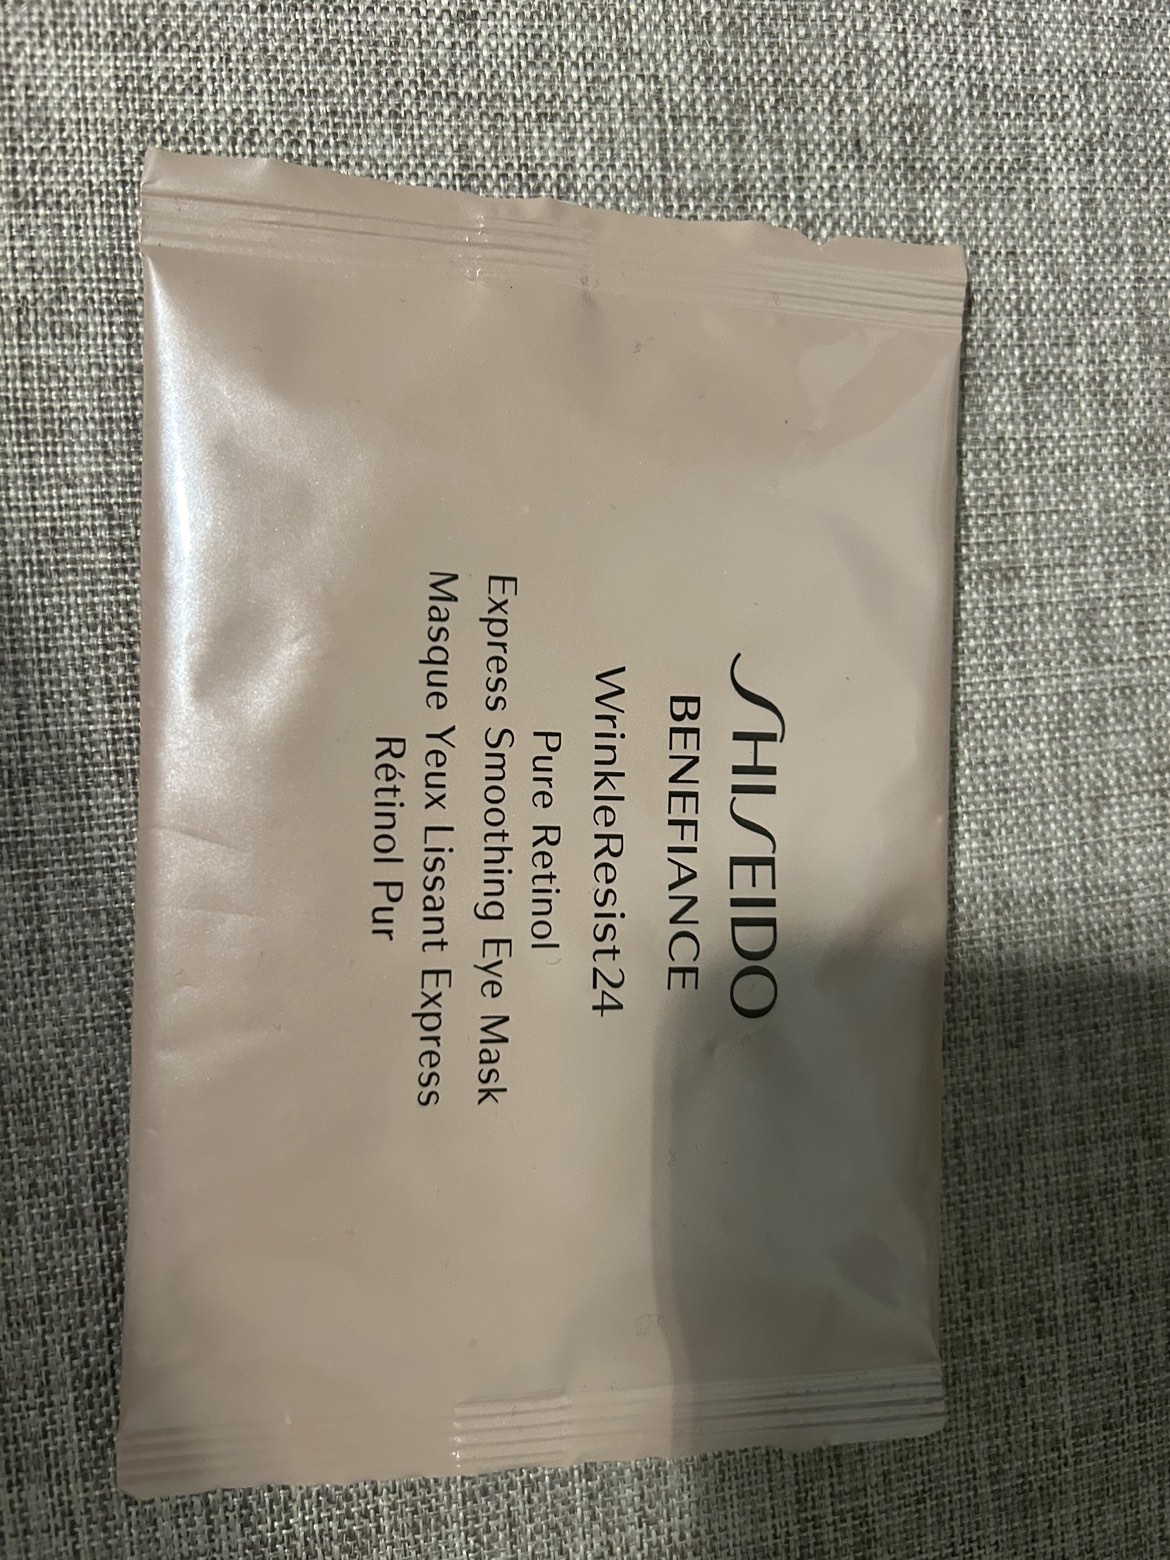 SHISEIDO
BENEFIANCE
WrinkleResist24
Pure Retinol
Express Smoothing Eye Mask
Masque Yeux Lissant Express
Rétinol Pur